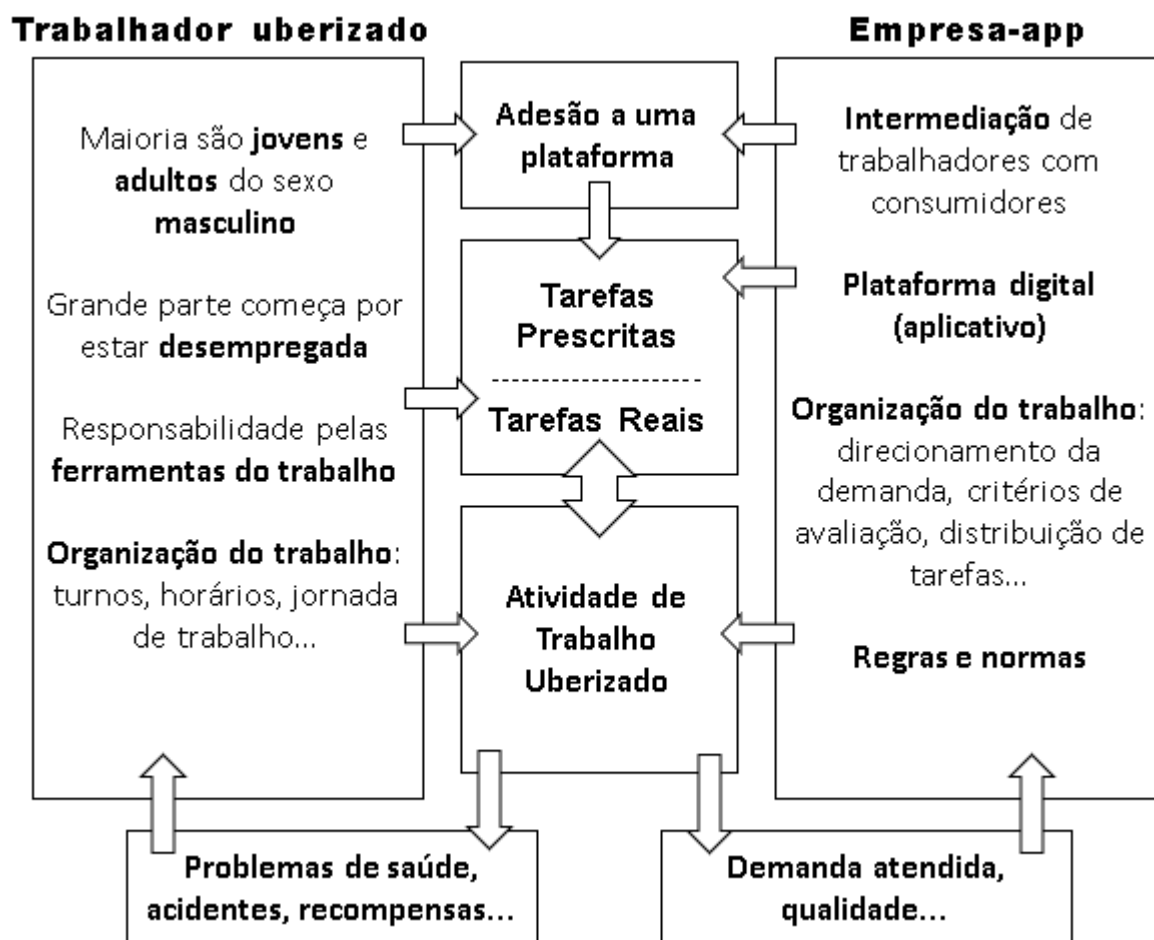 Trabalhador uberizado
Maioria são jovens e
adultos do sexo
masculino
Grande parte começa por
estar desempregada
Responsabilidade pelas
ferramentas do trabalho
Organização do trabalho:
turnos, horários, jornada
de trabalho...
Adesão a uma
plataforma
Tarefas
Prescritas
Tarefas Reais
Atividade de
Trabalho
Uberizado
Empresa-app
Intermediação de
trabalhadores com
consumidores
Plataforma digital
(aplicativo)
Organização do trabalho:
direcionamento da
demanda, critérios de
avaliação, distribuição de
tarefas...
Regras e normas
Problemas de saúde,
acidentes, recompensas...
Demanda atendida,
qualidade...